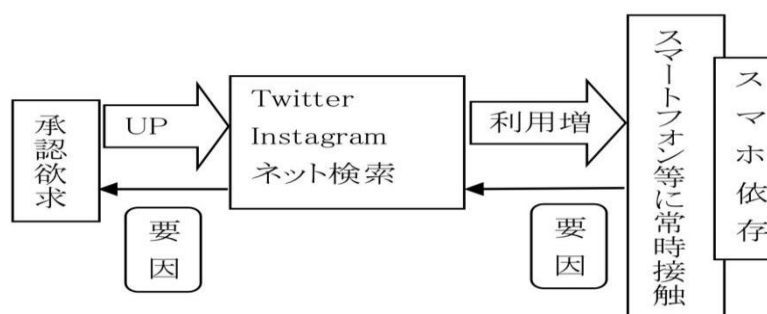 承認欲求
UP
Twitter
Instagram
ネット検索
利用増
スマートフォン等に常時接触
スマホ依存
要因
要因